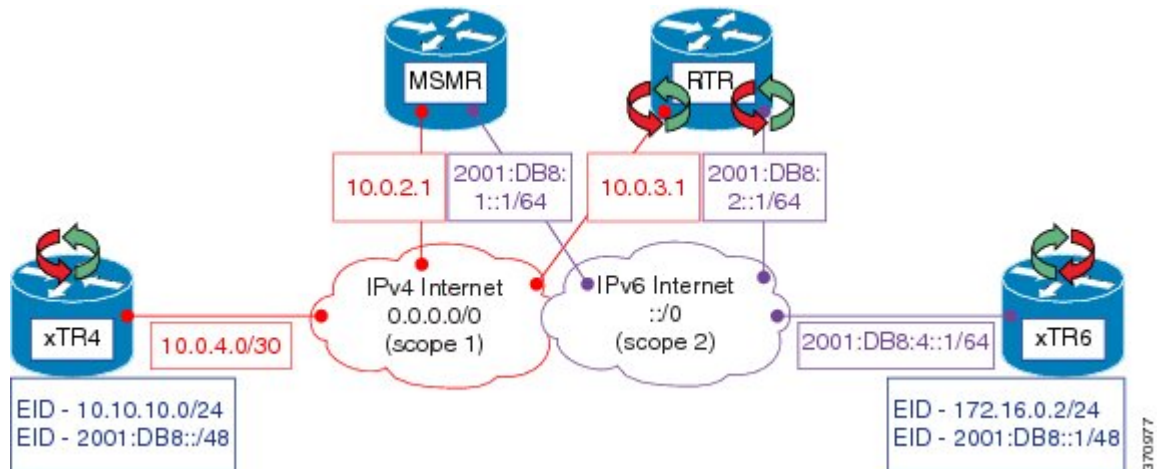 MSMR
RTR
10.0.2.1
2001:DB8:
1::1/64
10.0.3.1
2001:DB8:
2::1/64
IPv4 Internet
0.0.0.0/0
(scope 1)
IPv6 Internet
::/0
(scope 2)
xTR4
10.0.4.0/30
2001:DB8:4::1/64
xTR6
EID - 10.10.10.0/24
EID - 2001:DB8::/48
EID - 172.16.0.2/24
EID - 2001:DB8::1/48
370977